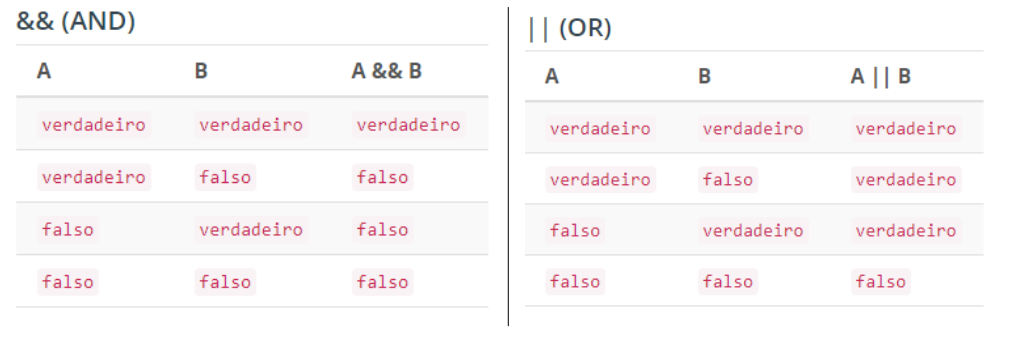 && (AND)
A B A && B
verdadeiro verdadeiro verdadeiro
verdadeiro falso falso
falso verdadeiro falso
falso falso falso
|| (OR)
A B A || B
verdadeiro verdadeiro verdadeiro
verdadeiro falso verdadeiro
falso verdadeiro verdadeiro
falso falso falso